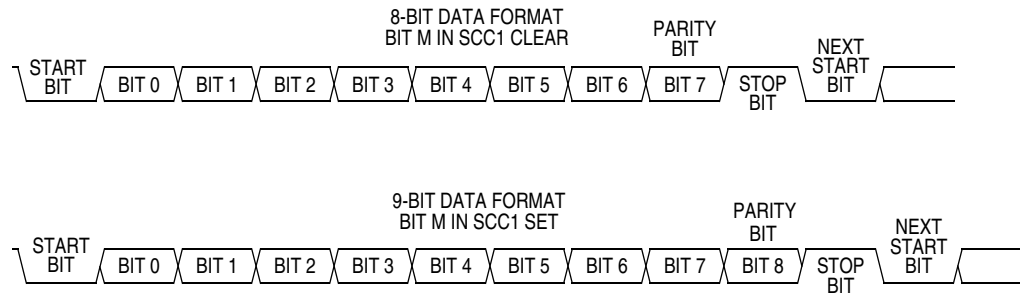 8-BIT DATA FORMAT
BIT M IN SCC1 CLEAR
PARITY
BIT
NEXT
START
BIT
START
BIT
BIT 0
BIT 1
BIT 2
BIT 3
BIT 4
BIT 5
BIT 6
BIT 7
STOP
BIT
9-BIT DATA FORMAT
BIT M IN SCC1 SET
PARITY
BIT
NEXT
START
BIT
START
BIT
BIT 0
BIT 1
BIT 2
BIT 3
BIT 4
BIT 5
BIT 6
BIT 7
BIT 8
STOP
BIT